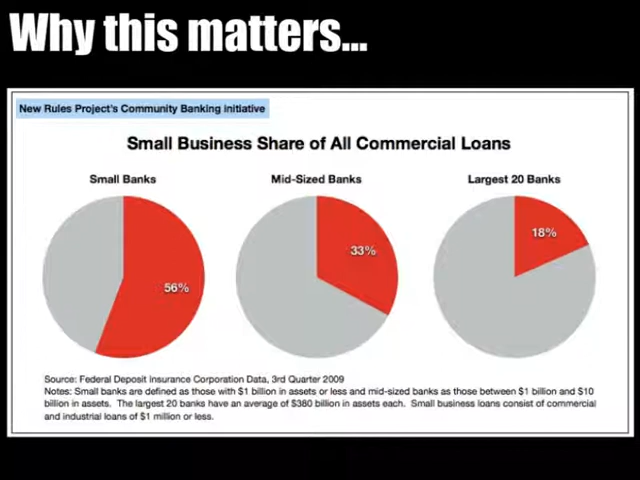 Why this matters...
New Rules Project's Community Banking initiative
Small Business Share of All Commercial Loans
Small Banks
Mid-Sized Banks
Largest 20 Banks
56%
33%
18%
Source: Federal Deposit Insurance Corporation Data, 3rd Quarter 2009
Notes: Small banks are defined as those with $1 billion in assets or less and mid-sized banks as those between $1 billion and $10
billion in assets. The largest 20 banks have an average of $380 billion in assets each. Small business loans consist of commercial
and industrial loans of $1 million or less.